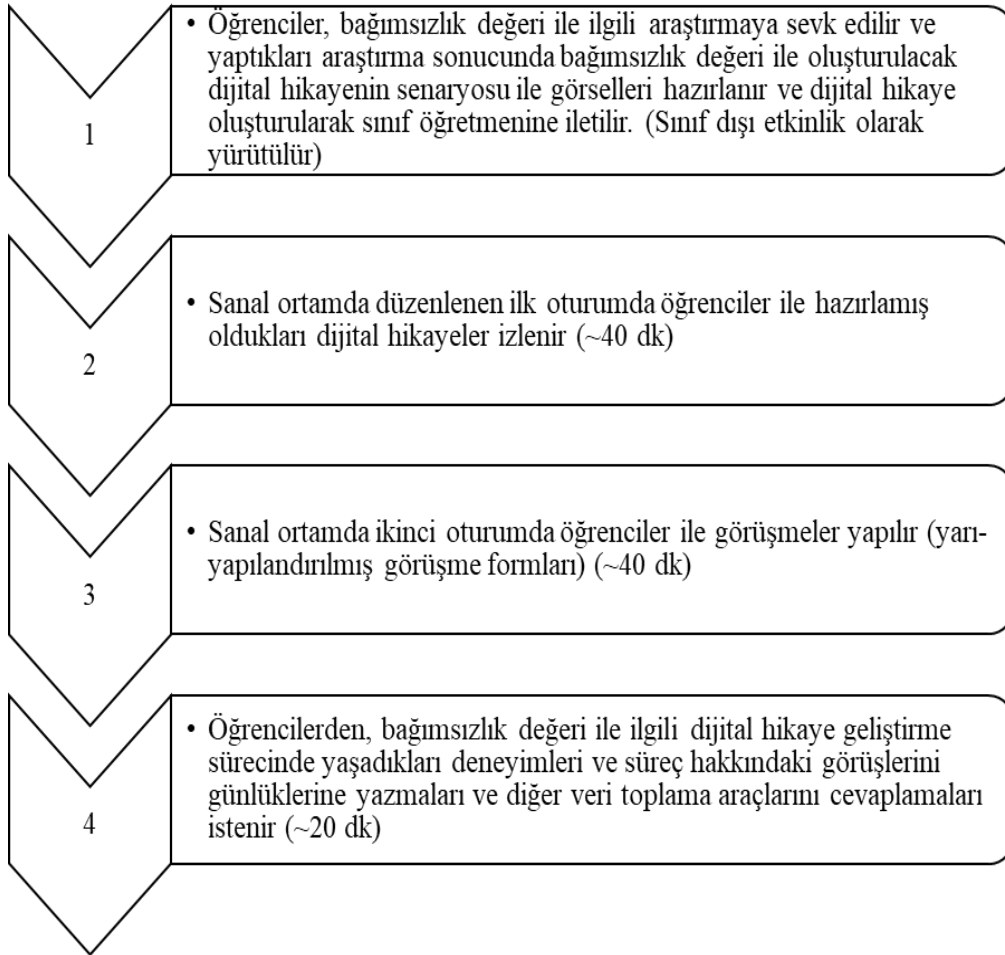 1
• Öğrenciler, bağımsızlık değeri ile ilgili araştırmaya sevk edilir ve
yaptıkları araştırma sonucunda bağımsızlık değeri ile oluşturulacak
dijital hikayenin senaryosu ile görselleri hazırlanır ve dijital hikaye
oluşturularak sınıf öğretmenine iletilir. (Sınıf dışı etkinlik olarak
yürütülür)
2
• Sanal ortamda düzenlenen ilk oturumda öğrenciler ile hazırlamış
oldukları dijital hikayeler izlenir (~40 dk)
3
• Sanal ortamda ikinci oturumda öğrenciler ile görüşmeler yapılır (yarı-
yapılandırılmış görüşme formları) (~40 dk)
4
• Öğrencilerden, bağımsızlık değeri ile ilgili dijital hikaye geliştirme
sürecinde yaşadıkları deneyimleri ve süreç hakkındaki görüşlerini
günlüklerine yazmaları ve diğer veri toplama araçlarını cevaplamaları
istenir (~20 dk)